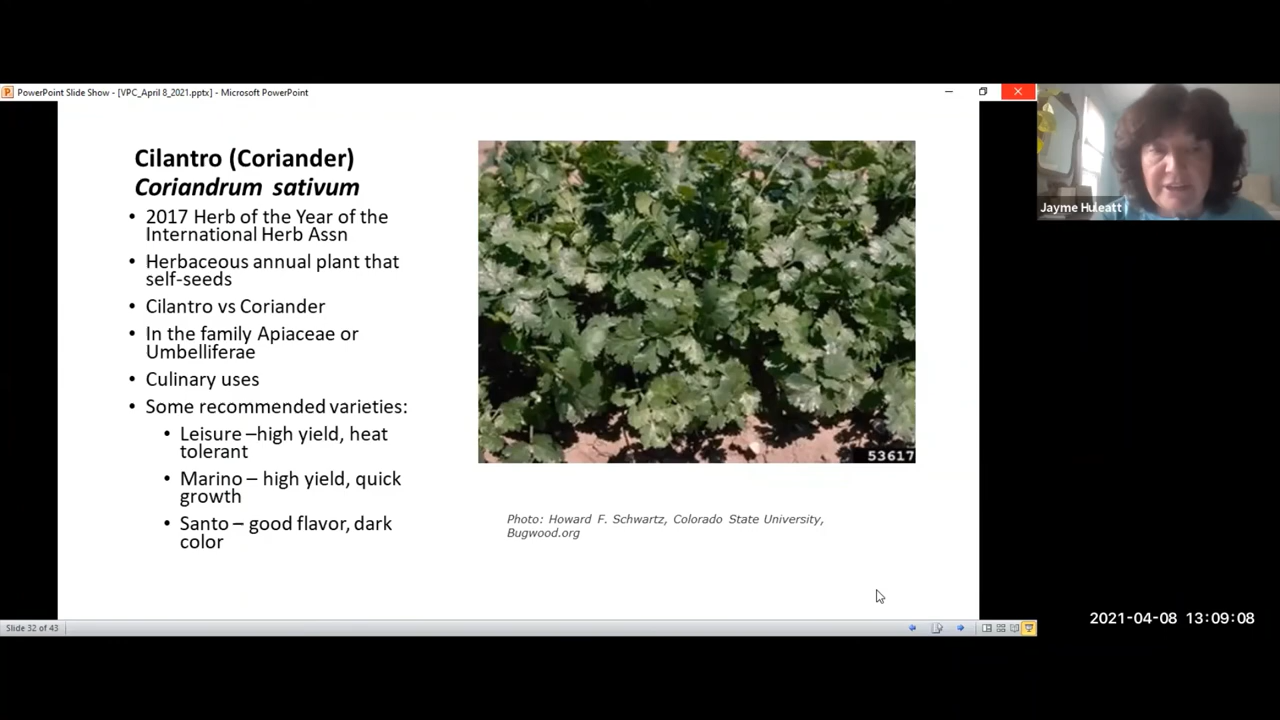 PowerPoint Slide Show - [VPC_April 8_2021.pptx] - Microsoft PowerPoint
Cilantro (Coriander)
Coriandrum sativum
• 2017 Herb of the Year of the
International Herb Assn
• Herbaceous annual plant that
self-seeds
• Cilantro vs Coriander
• In the family Apiaceae or
Umbelliferae
• Culinary uses
• Some recommended varieties:
• Leisure –high yield, heat
tolerant
• Marino – high yield, quick
growth
• Santo – good flavor, dark
color
53617
Photo: Howard F. Schwartz, Colorado State University,
Bugwood.org
Jayme Huleatt
Slide 32 of 43
2021-04-08 13:09:08